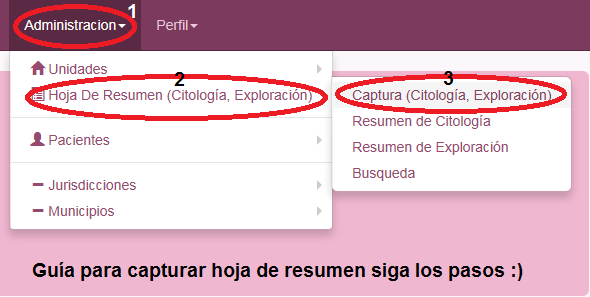 Administracion 1 Perfil
Unidades
2
Hoja De Resumen (Citología, Exploración)
Pacientes
Jurisdicciones
Municipios
3
Captura (Citología, Exploración)
Resumen de Citología
Resumen de Exploración
Busqueda
Guía para capturar hoja de resumen siga los pasos :)